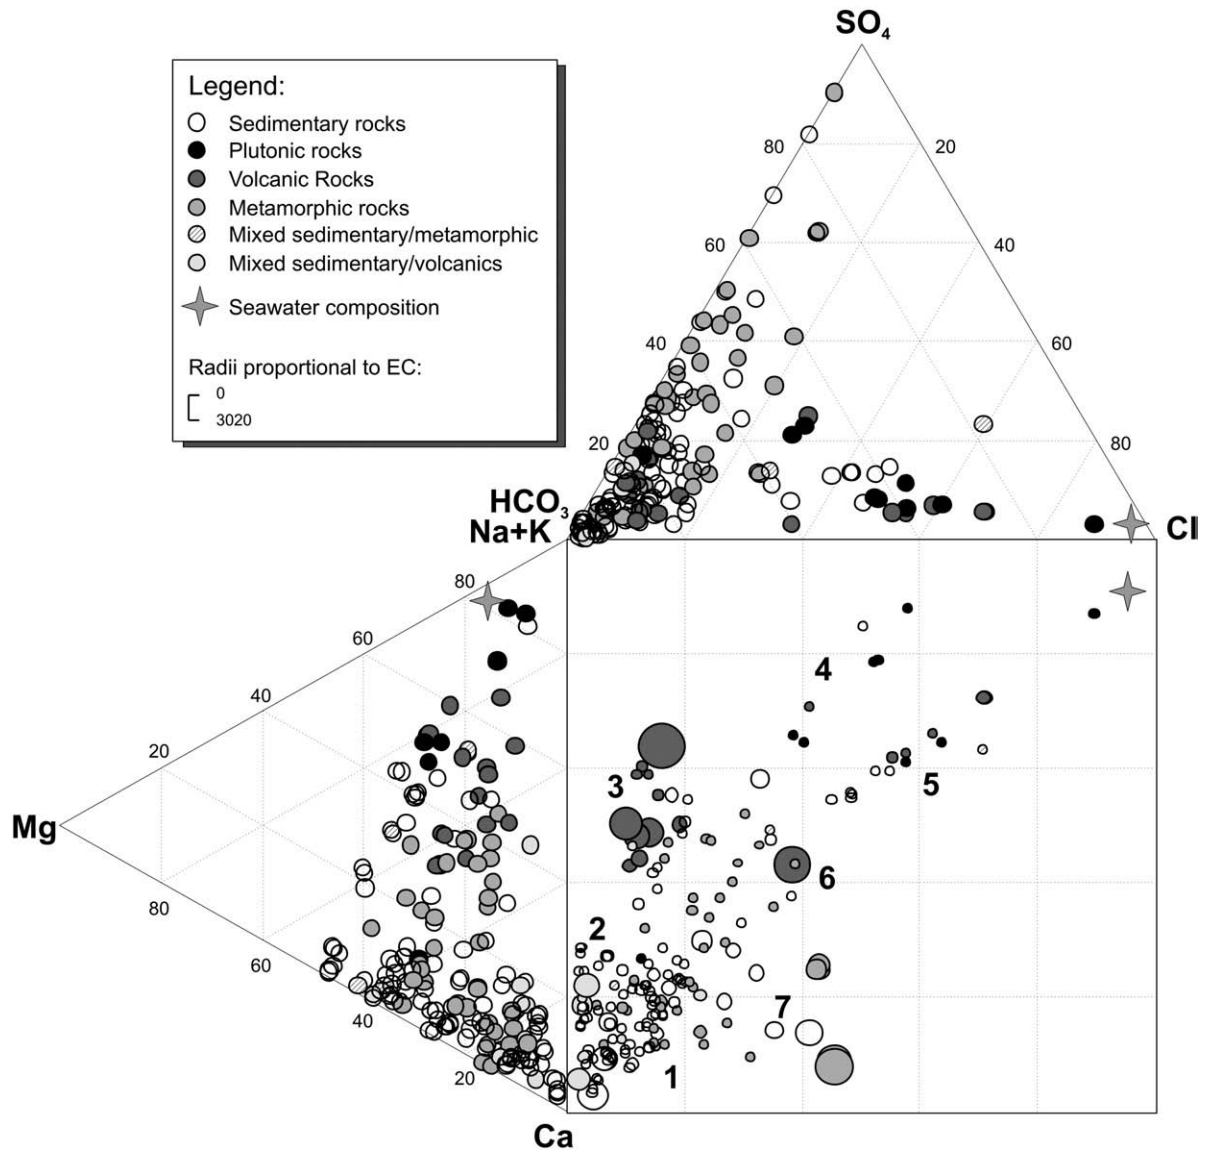 SO4
Legend:
Sedimentary rocks
Plutonic rocks
Volcanic Rocks
Metamorphic rocks
Mixed sedimentary/metamorphic
Mixed sedimentary/volcanics
Seawater composition
Radii proportional to EC:
0
3020
80 20
60 40
40 60
20 80
HCO3
Na+K
Cl
80
60
40
20
Mg
80
60
40
20
Ca
4
3
5
6
2
7
1